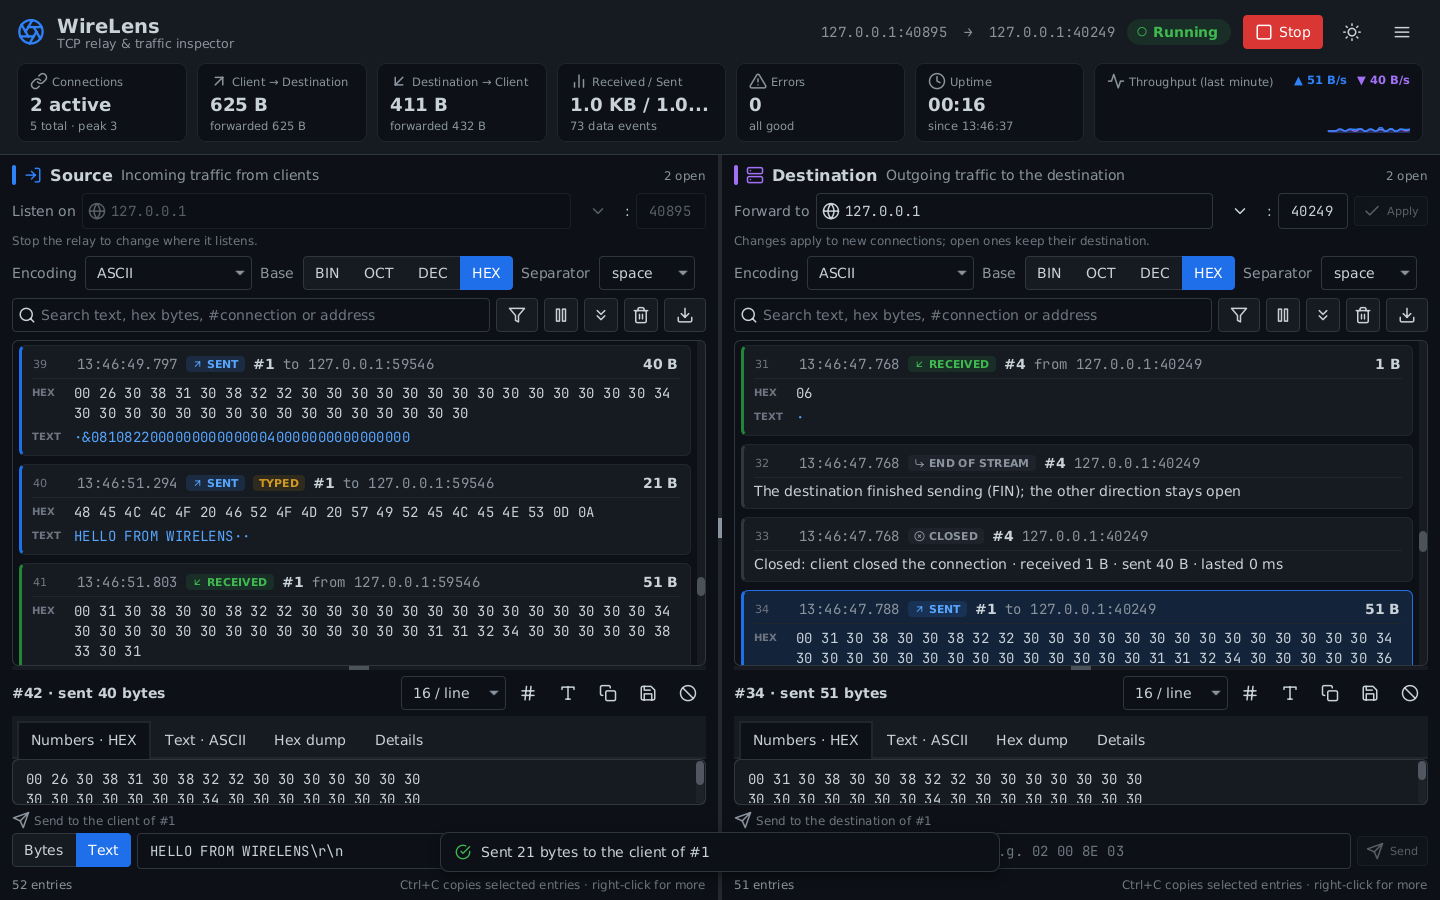 WireLens
TCP relay & traffic inspector
127.0.0.1:40895 → 127.0.0.1:40249
Running
Stop
Connections
2 active
5 total · peak 3
Client → Destination
625 B
forwarded 625 B
Destination → Client
411 B
forwarded 432 B
Received / Sent
1.0 KB / 1.0...
73 data events
Errors
0
all good
Uptime
00:16
since 13:46:37
Throughput (last minute) ▲ 51 B/s ▼ 40 B/s
Source Incoming traffic from clients 2 open
Listen on 127.0.0.1 : 40895
Stop the relay to change where it listens.
Encoding ASCII Base BIN OCT DEC HEX Separator space
Search text, hex bytes, #connection or address
39 13:46:49.797 SENT #1 to 127.0.0.1:59546 40 B
HEX 00 26 30 38 31 30 38 32 32 30 30 30 30 30 30 30 30 30 30 30 30 30 30 34
30 30 30 30 30 30 30 30 30 30 30 30 30 30 30 30
TEXT ·&0810822000000000000004000000000000000
40 13:46:51.294 SENT TYPED #1 to 127.0.0.1:59546 21 B
HEX 48 45 4C 4C 4F 20 46 52 4F 4D 20 57 49 52 45 4C 45 4E 53 0D 0A
TEXT HELLO FROM WIRELENS··
41 13:46:51.803 RECEIVED #1 from 127.0.0.1:59546 51 B
HEX 00 31 30 38 30 30 38 32 32 30 30 30 30 30 30 30 30 30 30 30 30 30 30 34
30 30 30 30 30 30 30 30 30 30 30 30 30 30 31 31 32 34 30 30 30 30 30 38
33 30 31
#42 · sent 40 bytes 16 / line
Numbers · HEX Text · ASCII Hex dump Details
00 26 30 38 31 30 38 32 32 30 30 30 30 30 30 30
30 30 30 30 30 30 30 34 30 30 30 30 30 30 30 30
Send to the client of #1
Bytes Text HELLO FROM WIRELENS\r\n
52 entries Ctrl+C copies selected entries · right-click for more
Destination Outgoing traffic to the destination 2 open
Forward to 127.0.0.1 : 40249 Apply
Changes apply to new connections; open ones keep their destination.
Encoding ASCII Base BIN OCT DEC HEX Separator space
Search text, hex bytes, #connection or address
31 13:46:47.768 RECEIVED #4 from 127.0.0.1:40249 1 B
HEX 06
TEXT ·
32 13:46:47.768 END OF STREAM #4 127.0.0.1:40249
The destination finished sending (FIN); the other direction stays open
33 13:46:47.768 CLOSED #4 127.0.0.1:40249
Closed: client closed the connection · received 1 B · sent 40 B · lasted 0 ms
34 13:46:47.788 SENT #1 to 127.0.0.1:40249 51 B
HEX 00 31 30 38 30 30 38 32 32 30 30 30 30 30 30 30 30 30 30 30 30 30 30 34
30 30 30 30 30 30 30 30 30 30 30 30 30 30 31 31 32 34 30 30 30 30 30 36
#34 · sent 51 bytes 16 / line
Numbers · HEX Text · ASCII Hex dump Details
00 31 30 38 30 30 38 32 32 30 30 30 30 30 30 30
30 30 30 30 30 30 30 34 30 30 30 30 30 30 30 30
Send to the destination of #1
.g. 02 00 8E 03 Send
51 entries Ctrl+C copies selected entries · right-click for more
Sent 21 bytes to the client of #1